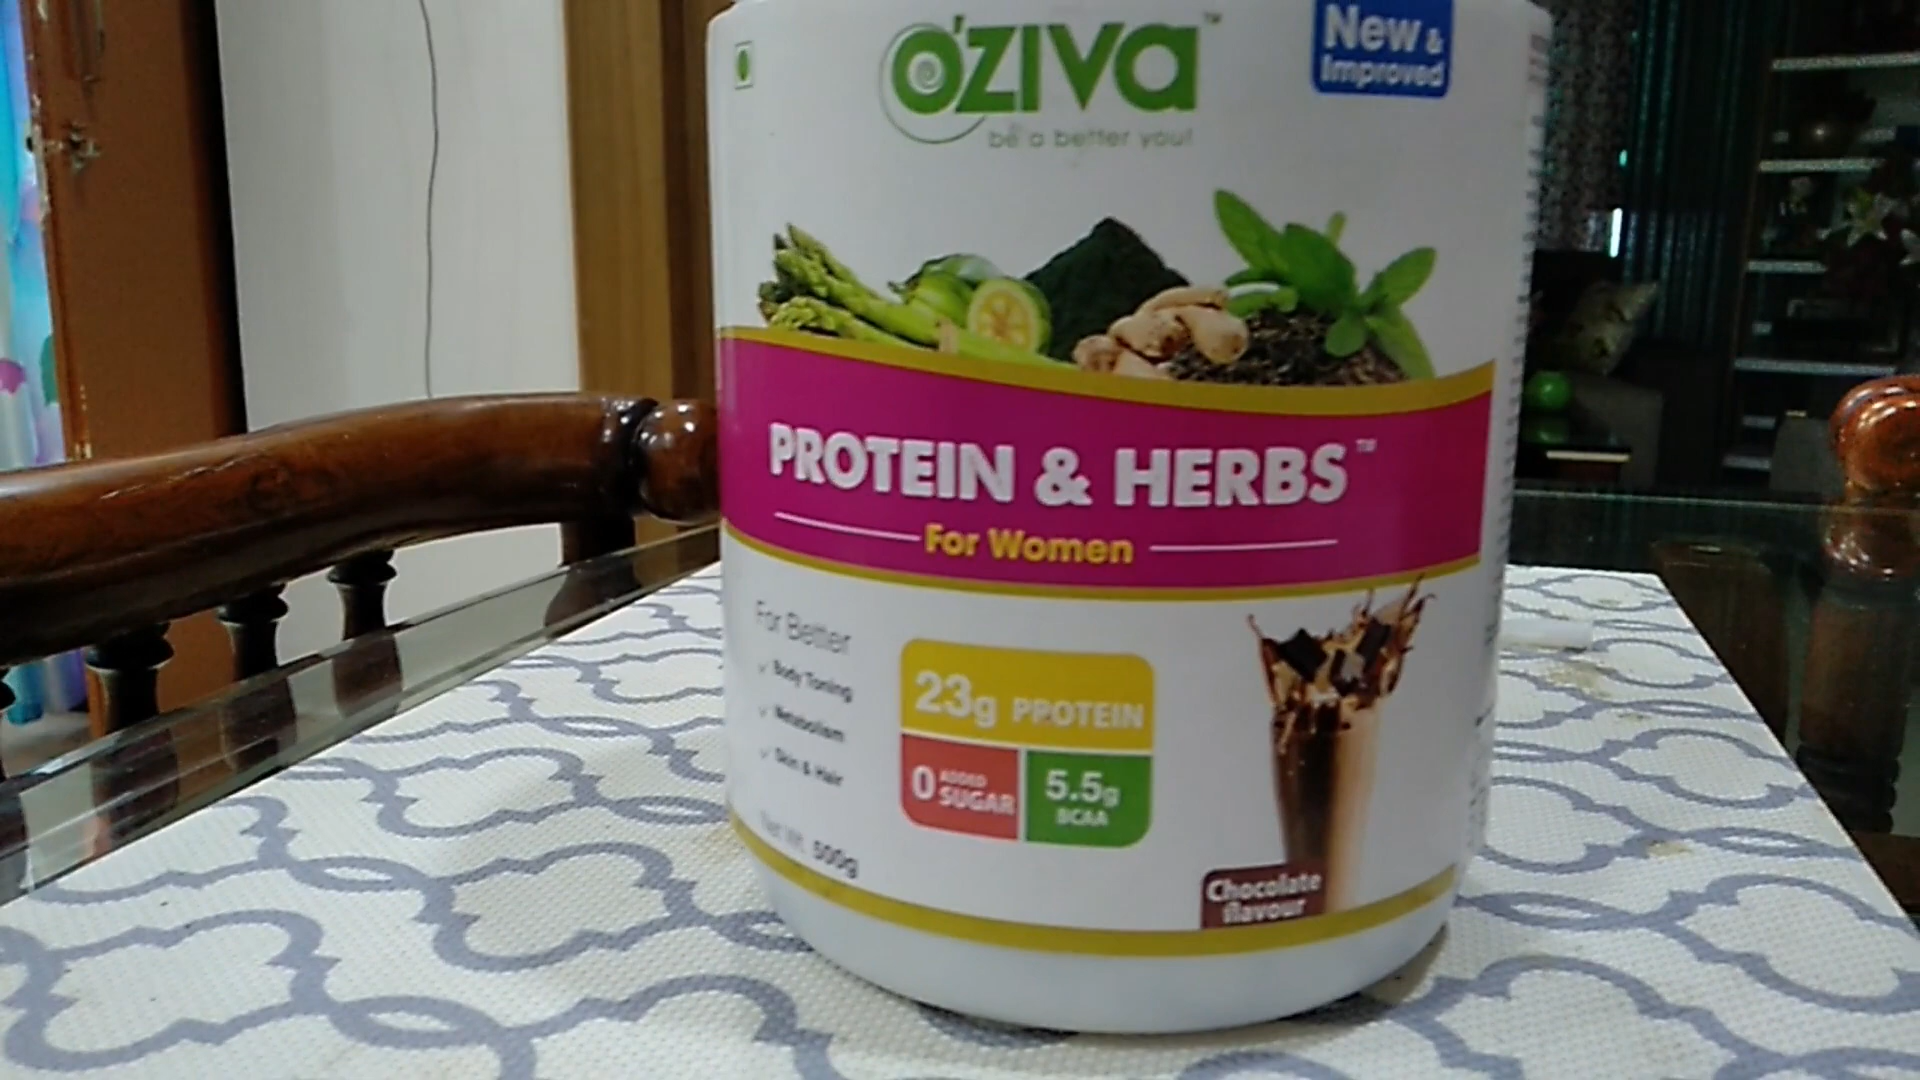 O'ZIVA™
be a better you!
New &
Improved
PROTEIN & HERBS™
For Women
For Better
✓ Body Toning
✓ Metabolism
✓ Skin & Hair
23g PROTEIN
0 ADDED SUGAR
5.5g
BCAA
Net Wt. 500g
Chocolate
flavour